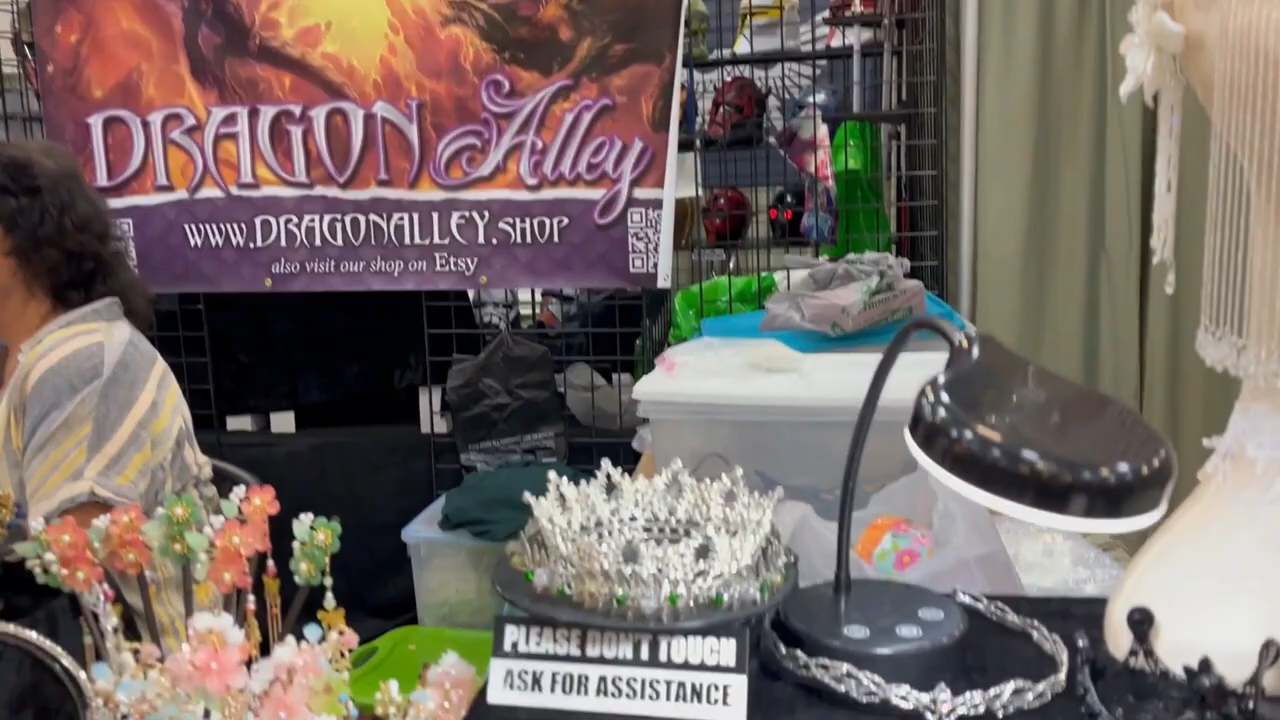 DRAGON Alley
www.DRAGONALLEY.SHOP
also visit our shop on Etsy
PLEASE DON'T TOUCH
ASK FOR ASSISTANCE